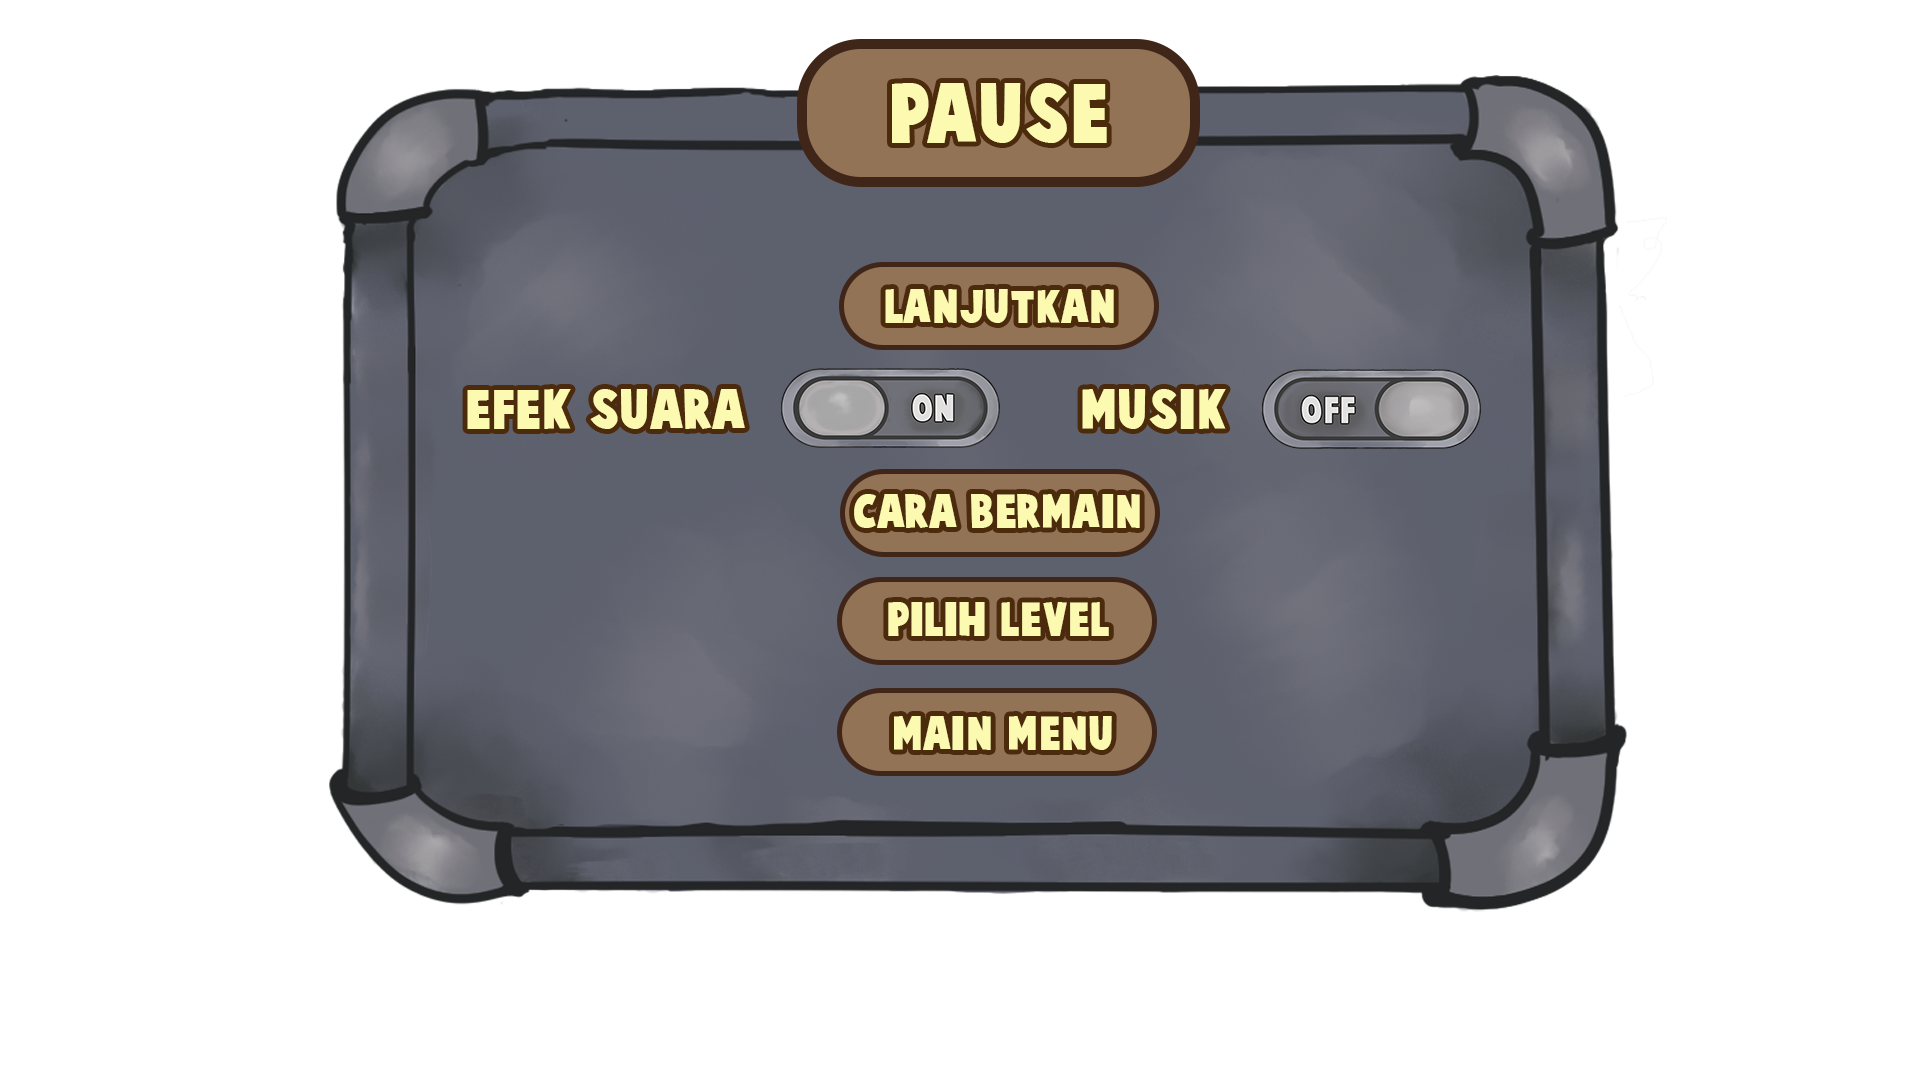 PAUSE
LANJUTKAN
EFEK SUARA ON MUSIK OFF
CARA BERMAIN
PILIH LEVEL
MAIN MENU